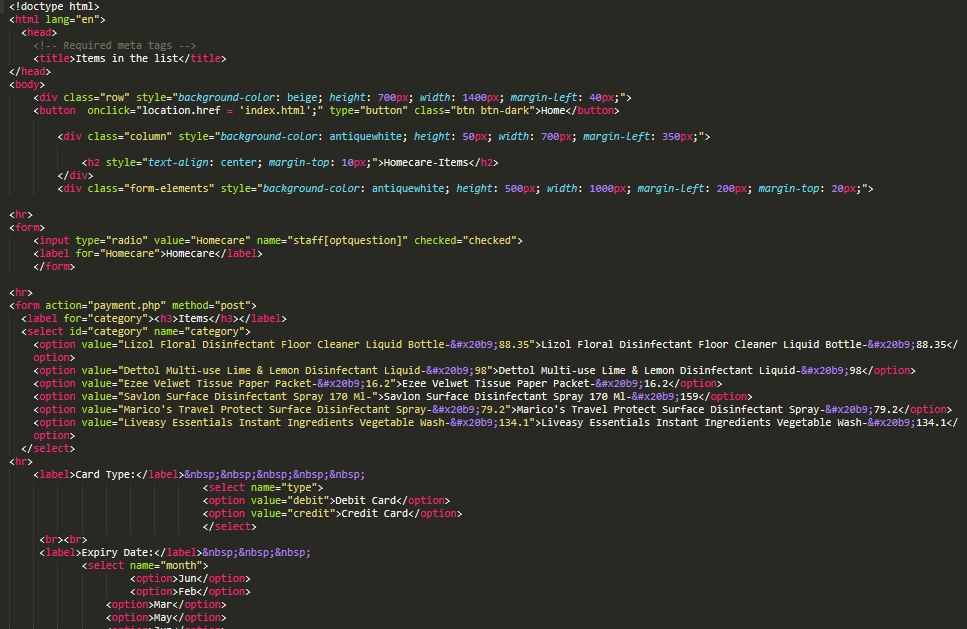 <!doctype html>
<html lang="en">
<head>
<!-- Required meta tags -->
<title>Items in the list</title>
</head>
<body>
<div class="row" style="background-color: beige; height: 700px; width: 1400px; margin-left: 40px;">
<button  onclick="location.href = 'index.html';" type="button" class="btn btn-dark">Home</button>
<div class="column" style="background-color: antiquewhite; height: 50px; width: 700px; margin-left: 350px;">
<h2 style="text-align: center; margin-top: 10px;">Homecare-Items</h2>
</div>
<div class="form-elements" style="background-color: antiquewhite; height: 500px; width: 1000px; margin-left: 200px; margin-top: 20px;">
<hr>
<form>
<input type="radio" value="Homecare" name="staff[optquestion]" checked="checked">
<label for="Homecare">Homecare</label>
</form>
<hr>
<form action="payment.php" method="post">
<label for="category"><h3>Items</h3></label>
<select id="category" name="category">
<option value="Lizol Floral Disinfectant Floor Cleaner Liquid Bottle-&#x20b9;88.35">Lizol Floral Disinfectant Floor Cleaner Liquid Bottle-&#x20b9;88.35</
option>
<option value="Dettol Multi-use Lime & Lemon Disinfectant Liquid-&#x20b9;98">Dettol Multi-use Lime & Lemon Disinfectant Liquid-&#x20b9;98</option>
<option value="Ezee Velwet Tissue Paper Packet-&#x20b9;16.2">Ezee Velwet Tissue Paper Packet-&#x20b9;16.2</option>
<option value="Savlon Surface Disinfectant Spray 170 Ml-">Savlon Surface Disinfectant Spray 170 Ml-&#x20b9;159</option>
<option value="Marico's Travel Protect Surface Disinfectant Spray-&#x20b9;79.2">Marico's Travel Protect Surface Disinfectant Spray-&#x20b9;79.2</option>
<option value="Liveasy Essentials Instant Ingredients Vegetable Wash-&#x20b9;134.1">Liveasy Essentials Instant Ingredients Vegetable Wash-&#x20b9;134.1</
option>
</select>
<hr>
<label>Card Type:</label>&nbsp;&nbsp;&nbsp;&nbsp;&nbsp;
<select name="type">
<option value="debit">Debit Card</option>
<option value="credit">Credit Card</option>
</select>
<br><br>
<label>Expiry Date:</label>&nbsp;&nbsp;&nbsp;
<select name="month">
<option>Jun</option>
<option>Feb</option>
<option>Mar</option>
<option>May</option>